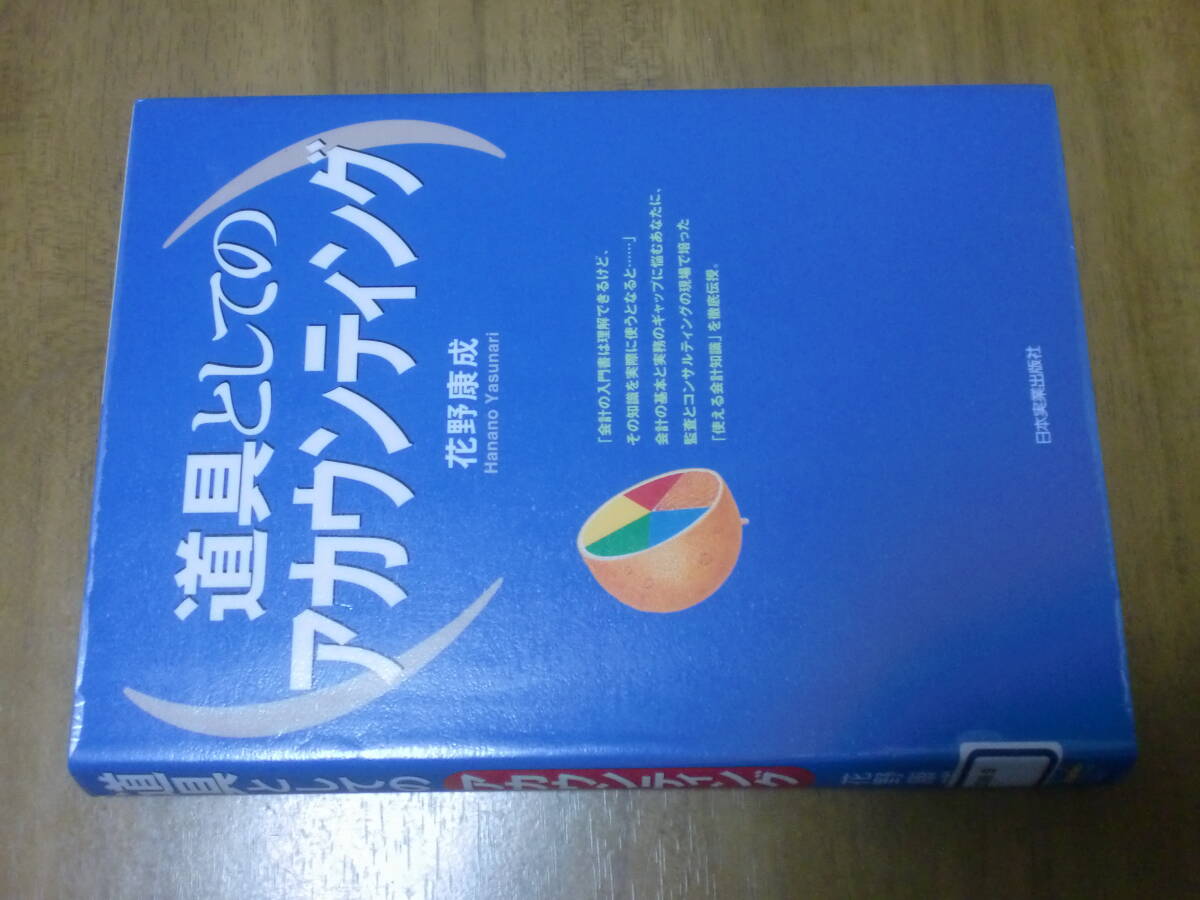 道具としての
アカウンティング
花野康成
Hanano Yasunari
「会計の入門書は理解できるけど、
その知識を実際に使うとなると……」
会計の基本と実務のギャップに悩むあなたに、
監査とコンサルティングの現場で培った
「使える会計知識」を徹底伝授。
日本実業出版社
道具としての アカウンティング
花野康成